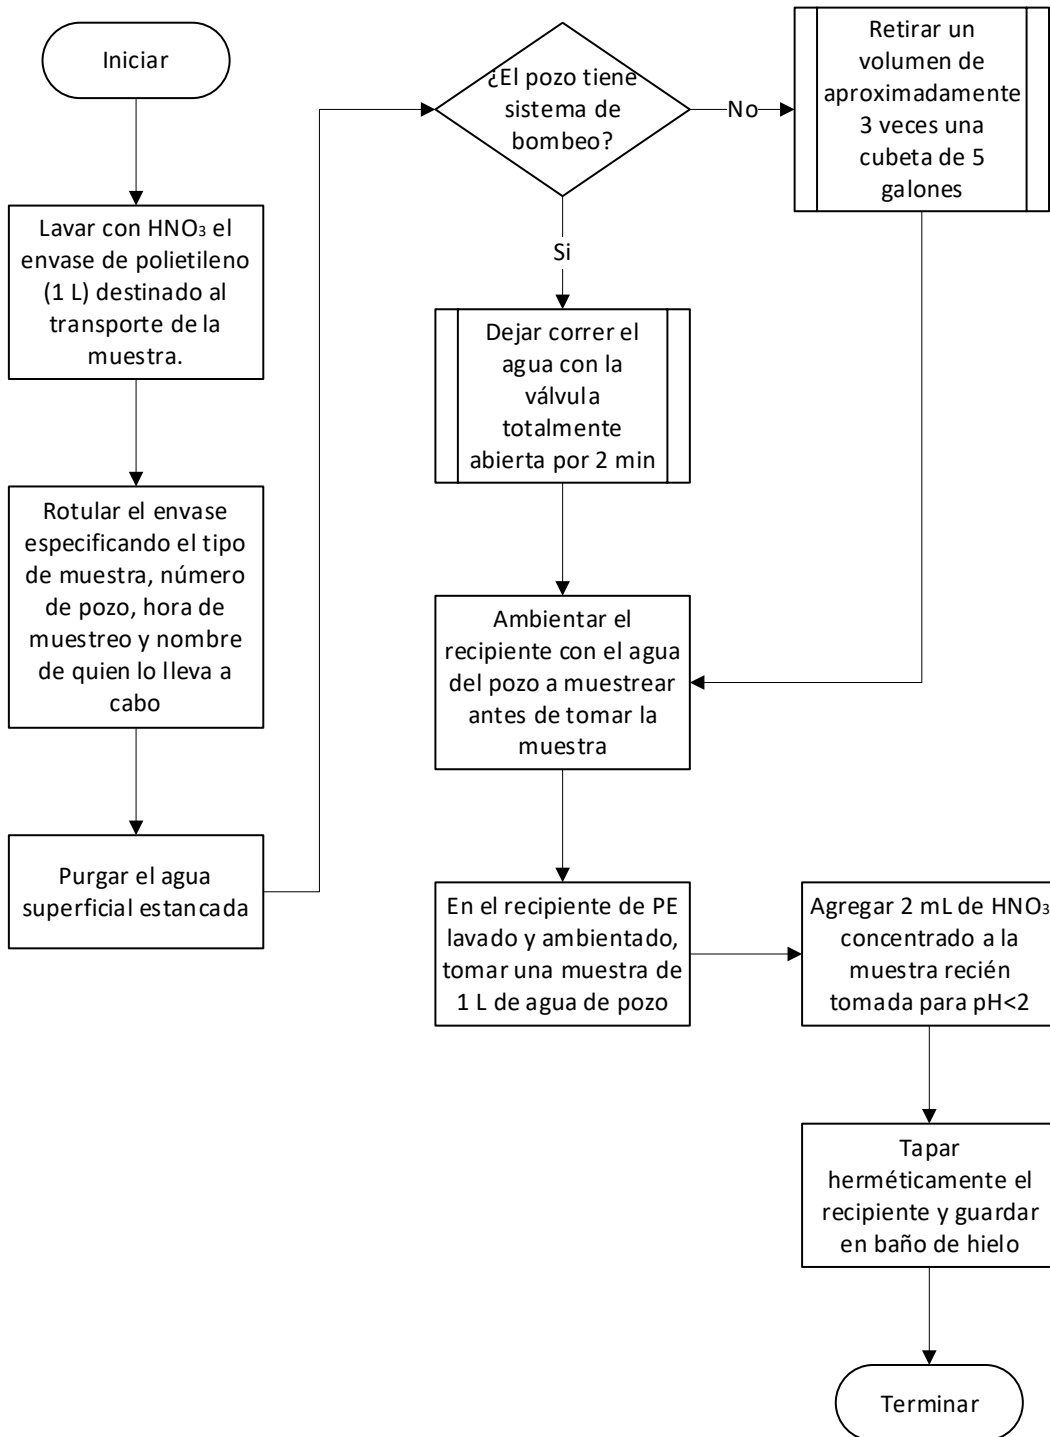 Iniciar
Lavar con HNO₃ el
envase de polietileno
(1 L) destinado al
transporte de la
muestra.
Rotular el envase
especificando el tipo
de muestra, número
de pozo, hora de
muestreo y nombre
de quien lo lleva a
cabo
Purgar el agua
superficial estancada
¿El pozo tiene
sistema de
bombeo?
No
Retirar un
volumen de
aproximadamente
3 veces una
cubeta de 5
galones
Si
Dejar correr el
agua con la
válvula
totalmente
abierta por 2 min
Ambientar el
recipiente con el agua
del pozo a muestrear
antes de tomar la
muestra
En el recipiente de PE
lavado y ambientado,
tomar una muestra de
1 L de agua de pozo
Agregar 2 mL de HNO₃
concentrado a la
muestra recién
tomada para pH<2
Tapar
herméticamente el
recipiente y guardar
en baño de hielo
Terminar